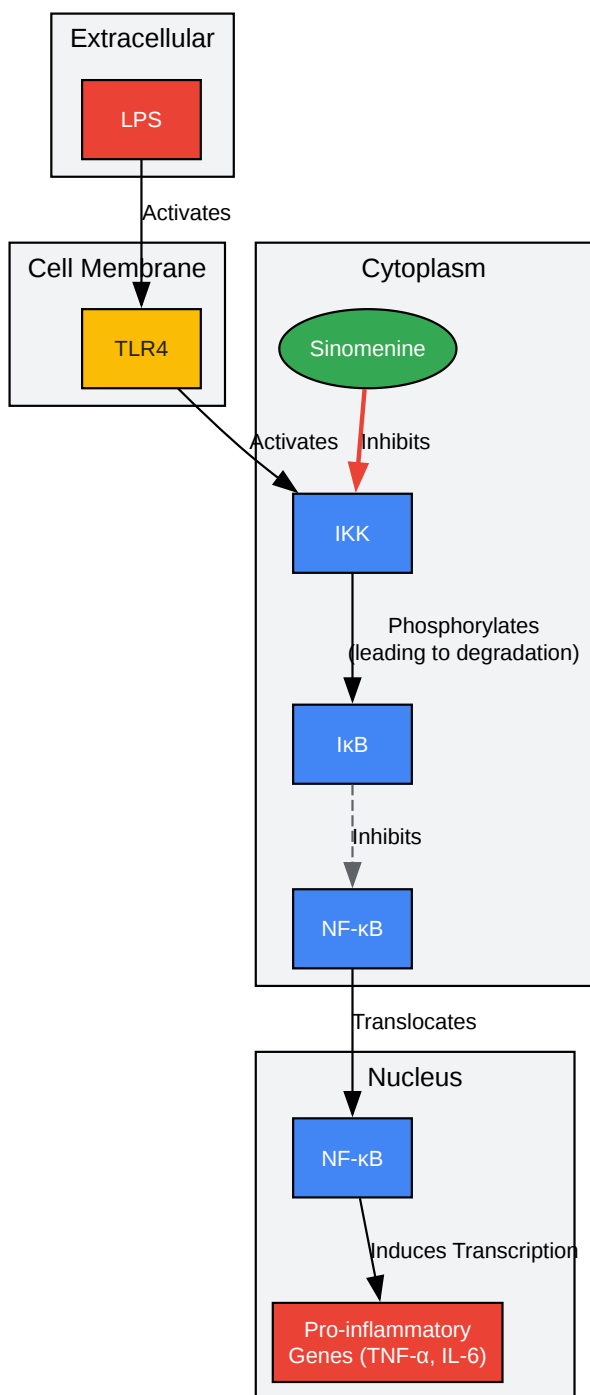 Extracellular
LPS
Activates
Cell Membrane
TLR4
Cytoplasm
Sinomenine
Activates
Inhibits
IKK
Phosphorylates
(leading to degradation)
IκB
Inhibits
NF-κB
Translocates
Nucleus
NF-κB
Induces Transcription
Pro-inflammatory
Genes (TNF-α, IL-6)